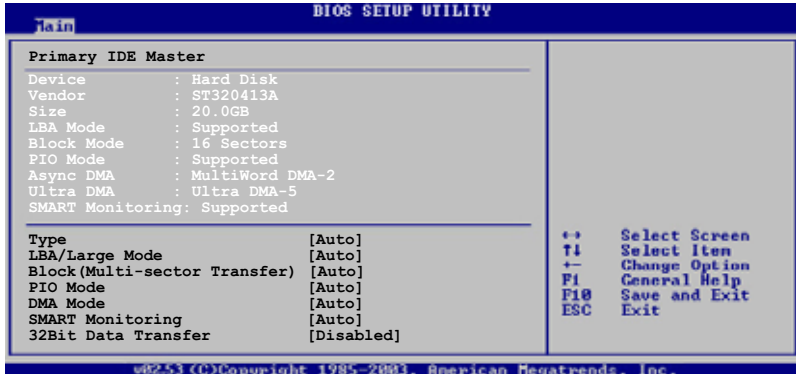 BIOS SETUP UTILITY
Main
Primary IDE Master
Device : Hard Disk
Vendor : ST320413A
Size : 20.0GB
LBA Mode : Supported
Block Mode : 16 Sectors
PIO Mode : Supported
Async DMA : MultiWord DMA-2
Ultra DMA : Ultra DMA-5
SMART Monitoring: Supported
Type [Auto]
LBA/Large Mode [Auto]
Block(Multi-sector Transfer) [Auto]
PIO Mode [Auto]
DMA Mode [Auto]
SMART Monitoring [Auto]
32Bit Data Transfer [Disabled]
←→ Select Screen
↑↓ Select Item
+- Change Option
F1 General Help
F10 Save and Exit
ESC Exit
v02.53 (C)Copyright 1985-2003, American Megatrends, Inc.